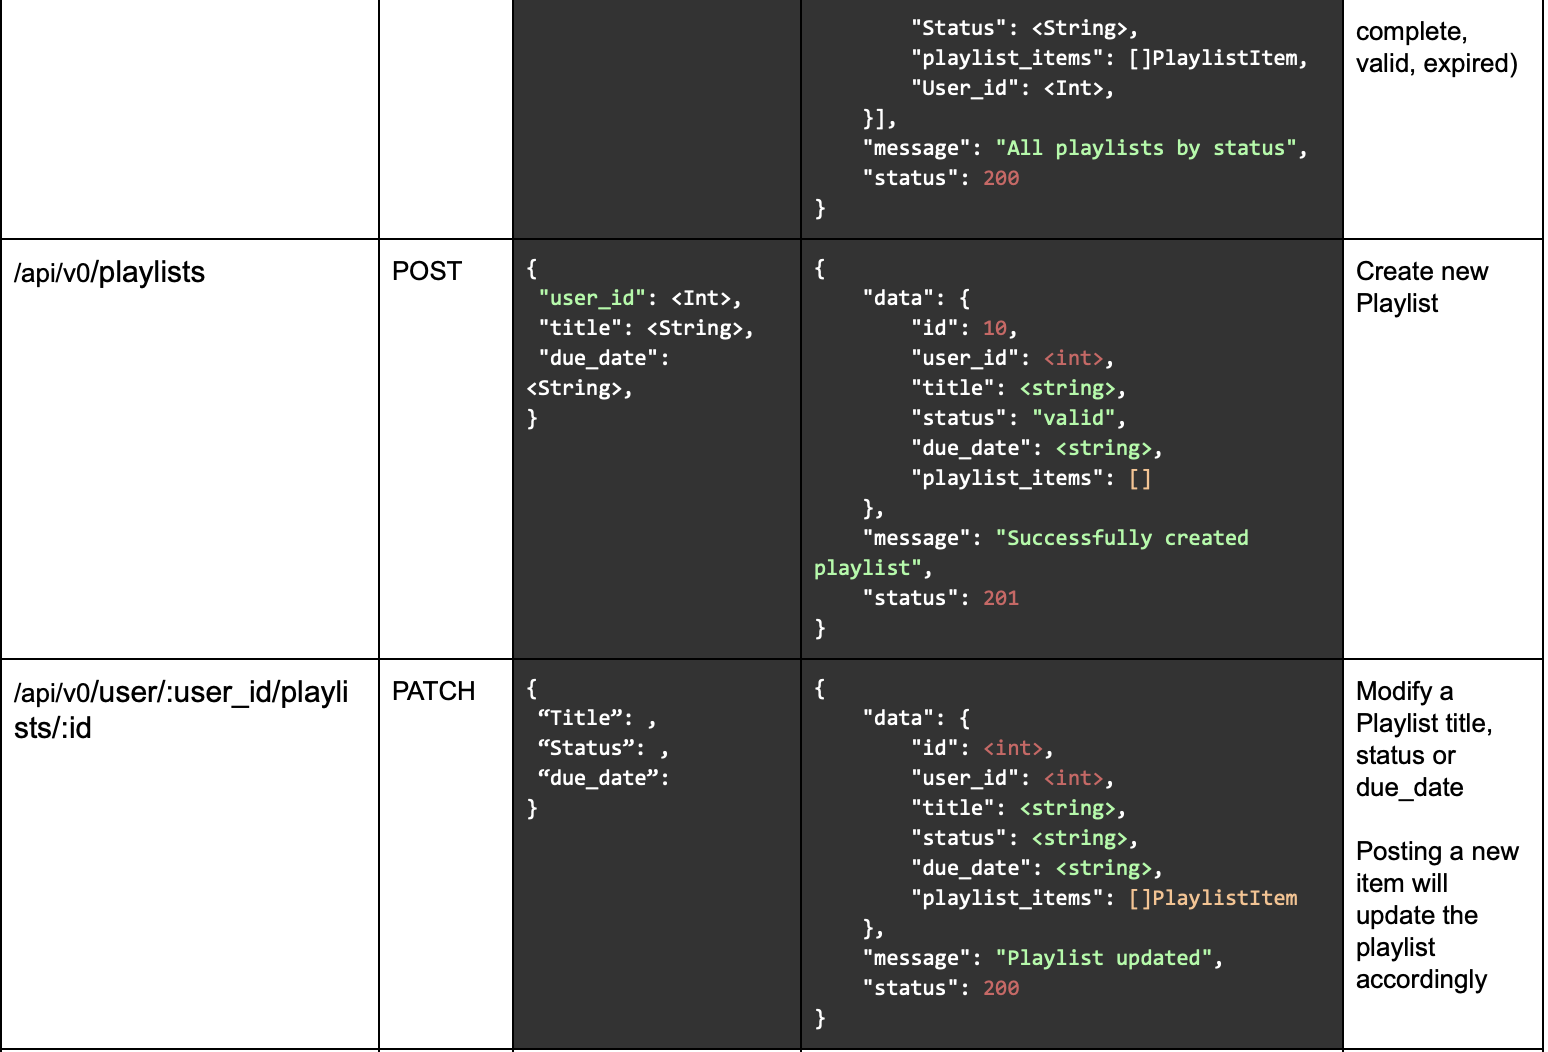 "Status": <String>,
"playlist_items": []PlaylistItem,
"User_id": <Int>,
}],
"message": "All playlists by status",
"status": 200
}
complete,
valid, expired)
/api/v0/playlists
POST
{
"user_id": <Int>,
"title": <String>,
"due_date":
<String>,
}
{
"data": {
"id": 10,
"user_id": <int>,
"title": <string>,
"status": "valid",
"due_date": <string>,
"playlist_items": []
},
"message": "Successfully created
playlist",
"status": 201
}
Create new
Playlist
/api/v0/user/:user_id/playli
sts/:id
PATCH
{
“Title”: ,
“Status”: ,
“due_date”:
}
{
"data": {
"id": <int>,
"user_id": <int>,
"title": <string>,
"status": <string>,
"due_date": <string>,
"playlist_items": []PlaylistItem
},
"message": "Playlist updated",
"status": 200
}
Modify a
Playlist title,
status or
due_date
Posting a new
item will
update the
playlist
accordingly